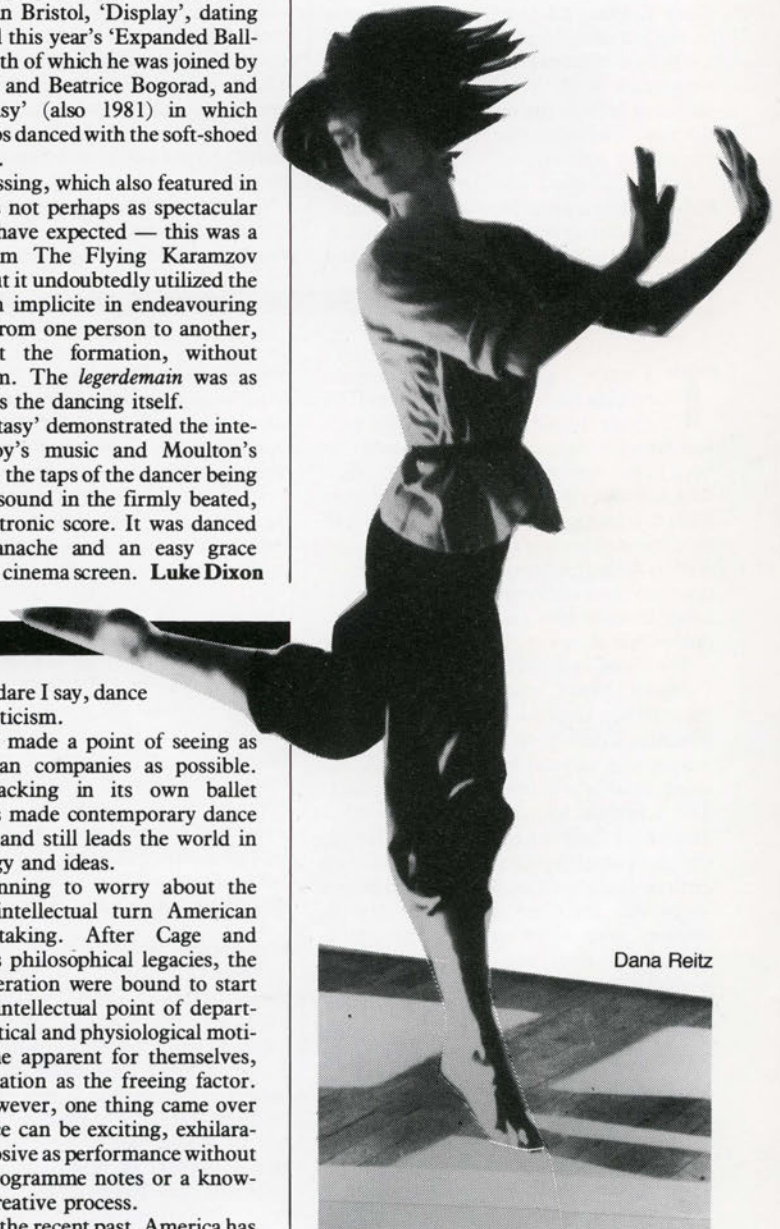 n Bristol, ‘Display’, dating
this year’s ‘Expanded Ball-
th of which he was joined by
and Beatrice Bogorad, and
sy’ (also 1981) in which
os danced with the soft-shoed
.
ssing, which also featured in
not perhaps as spectacular
have expected — this was a
m The Flying Karamzov
ut it undoubtedly utilized the
n implicite in endeavouring
rom one person to another,
t the formation, without
n. The legerdemain was as
s the dancing itself.
tasy’ demonstrated the inte-
oy’s music and Moulton’s
the taps of the dancer being
sound in the firmly beated,
tronic score. It was danced
anache and an easy grace
cinema screen. Luke Dixon
dare I say, dance
ticism.
made a point of seeing as
an companies as possible.
acking in its own ballet
s made contemporary dance
and still leads the world in
gy and ideas.
nning to worry about the
intellectual turn American
taking. After Cage and
s philosophical legacies, the
eration were bound to start
intellectual point of depart-
tical and physiological moti-
e apparent for themselves,
ation as the freeing factor.
wever, one thing came over
e can be exciting, exhilara-
osive as performance without
ogramme notes or a know-
reative process.
the recent past, America has
Dana Reitz